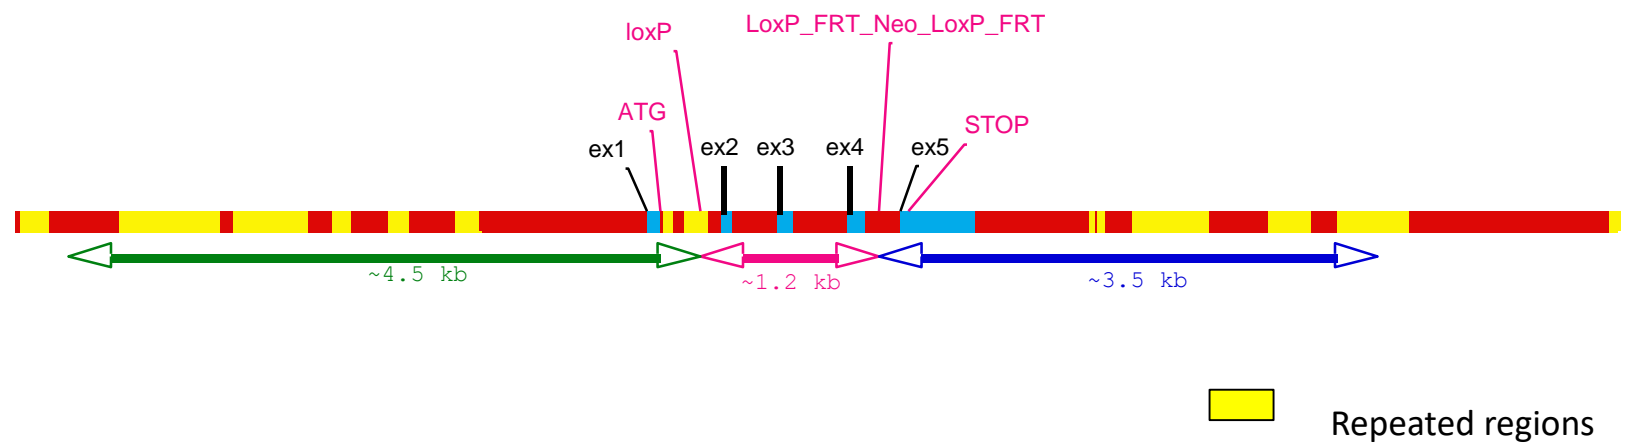 loxP
LoxP_FRT_Neo_LoxP_FRT
ATG
STOP
ex1
ex2
ex3
ex4
ex5
~4.5 kb
~1.2 kb
~3.5 kb
Repeated regions